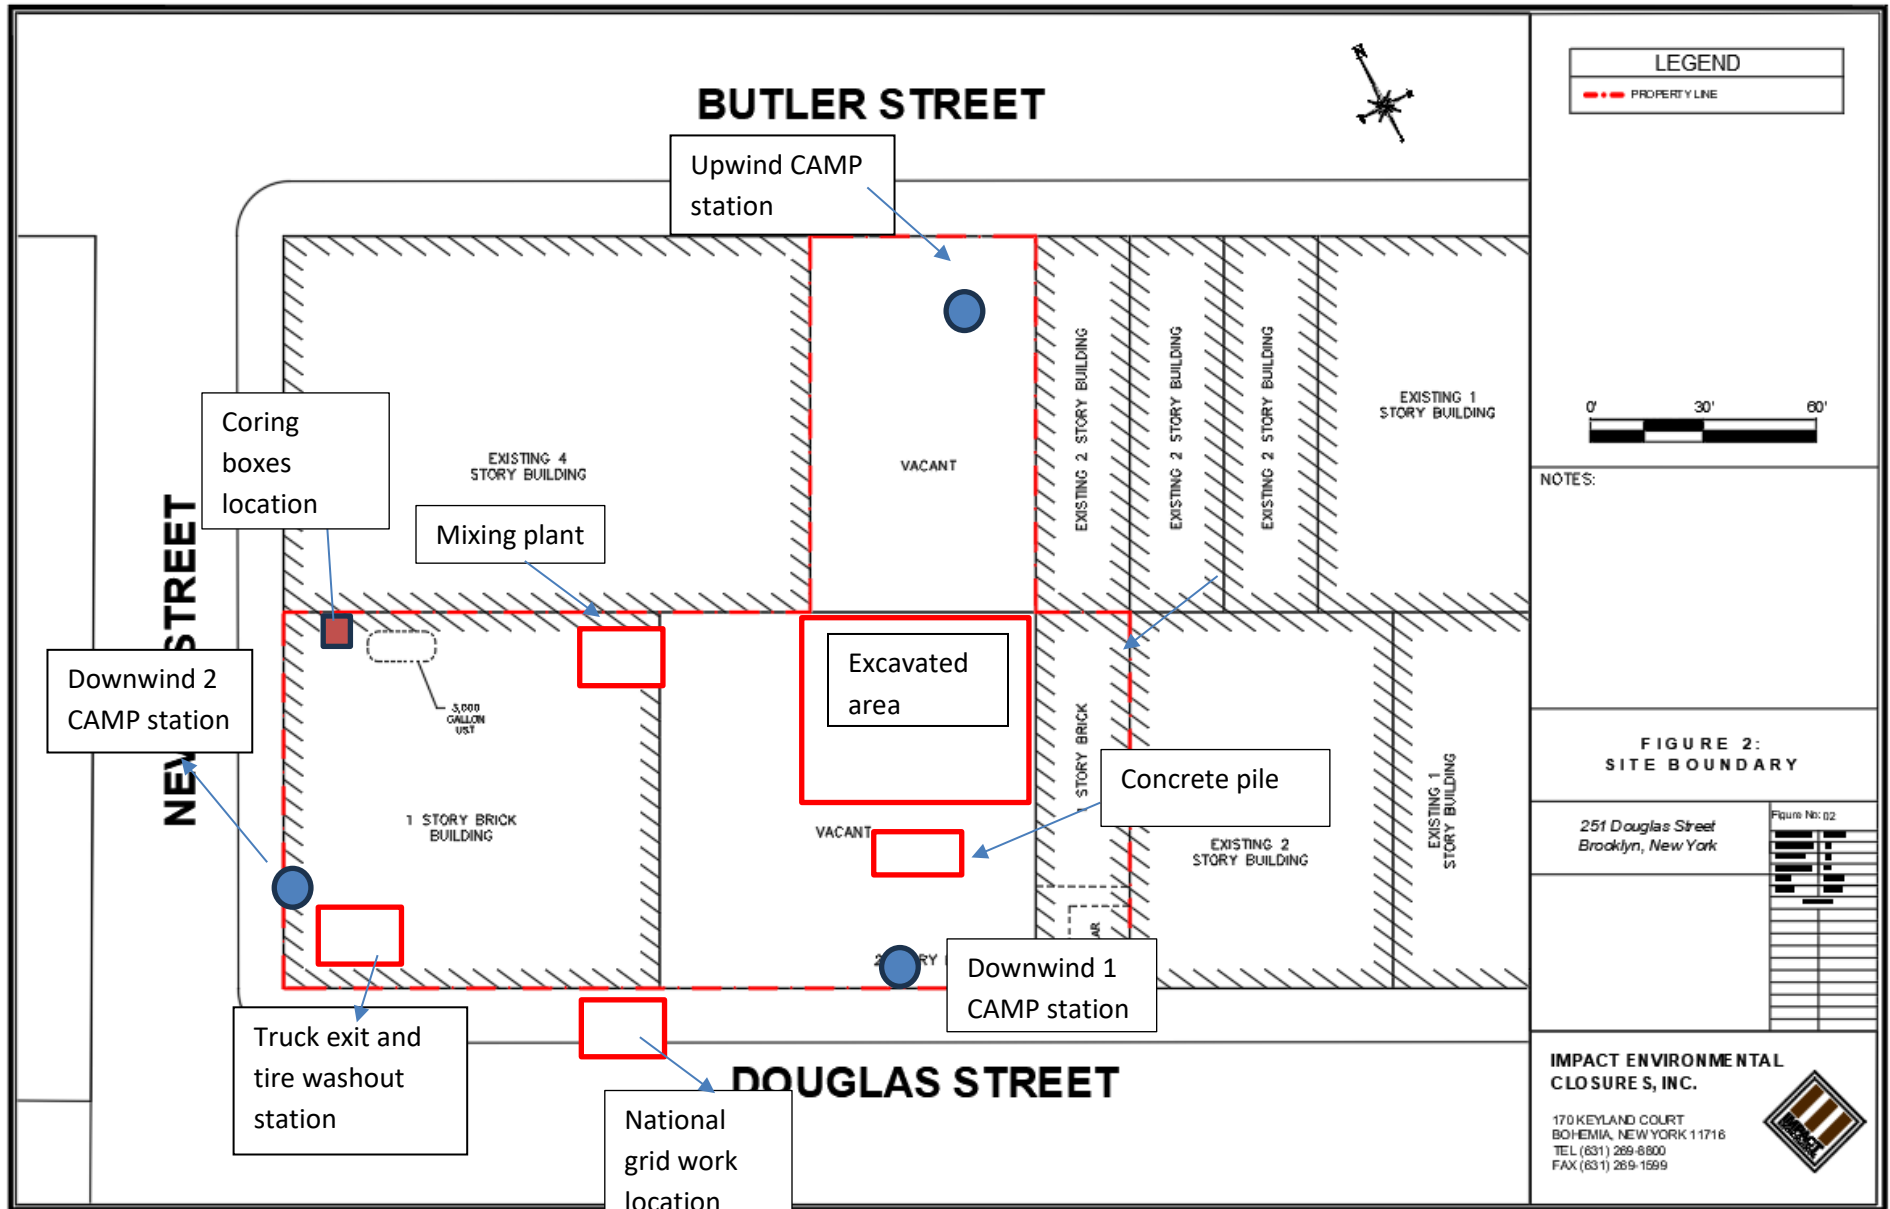 BUTLER STREET
N
Upwind CAMP
station
Coring
boxes
location
Mixing plant
EXISTING 4
STORY BUILDING
VACANT
EXISTING 2 STORY BUILDING
EXISTING 2 STORY BUILDING
EXISTING 2 STORY BUILDING
EXISTING 1
STORY BUILDING
STREET
Downwind 2
CAMP station
3,000
GALLON
UST
1 STORY BRICK
BUILDING
Excavated
area
VACANT
STORY BRICK
Concrete pile
EXISTING 2
STORY BUILDING
EXISTING 1
STORY BUILDING
Downwind 1
CAMP station
Truck exit and
tire washout
station
DOUGLAS STREET
National
grid work
location
LEGEND
PROPERTY LINE
0' 30' 60'
NOTES:
FIGURE 2:
SITE BOUNDARY
251 Douglas Street
Brooklyn, New York
Figure No: 02
IMPACT ENVIRONMENTAL
CLOSURES, INC.
170 KEYLAND COURT
BOHEMIA, NEW YORK 11716
TEL (631) 269-8800
FAX (631) 269-1599
IMPACT